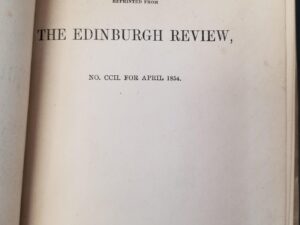 REPRINTED FROM
THE EDINBURGH REVIEW,
NO. CCII. FOR APRIL 1854.